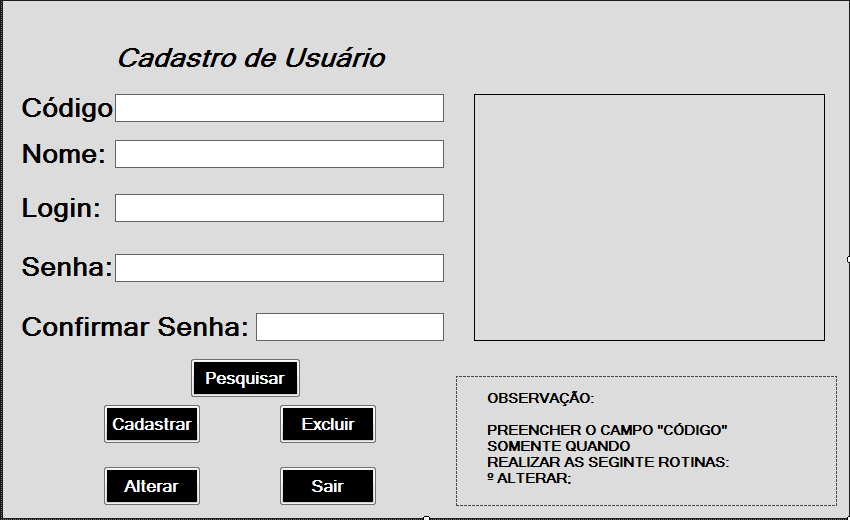 Cadastro de Usuário
Código
Nome:
Login:
Senha:
Confirmar Senha:
Pesquisar
Cadastrar
Excluir
Alterar
Sair
OBSERVAÇÃO:
PREENCHER O CAMPO "CÓDIGO"
SOMENTE QUANDO
REALIZAR AS SEGINTE ROTINAS:
º ALTERAR;